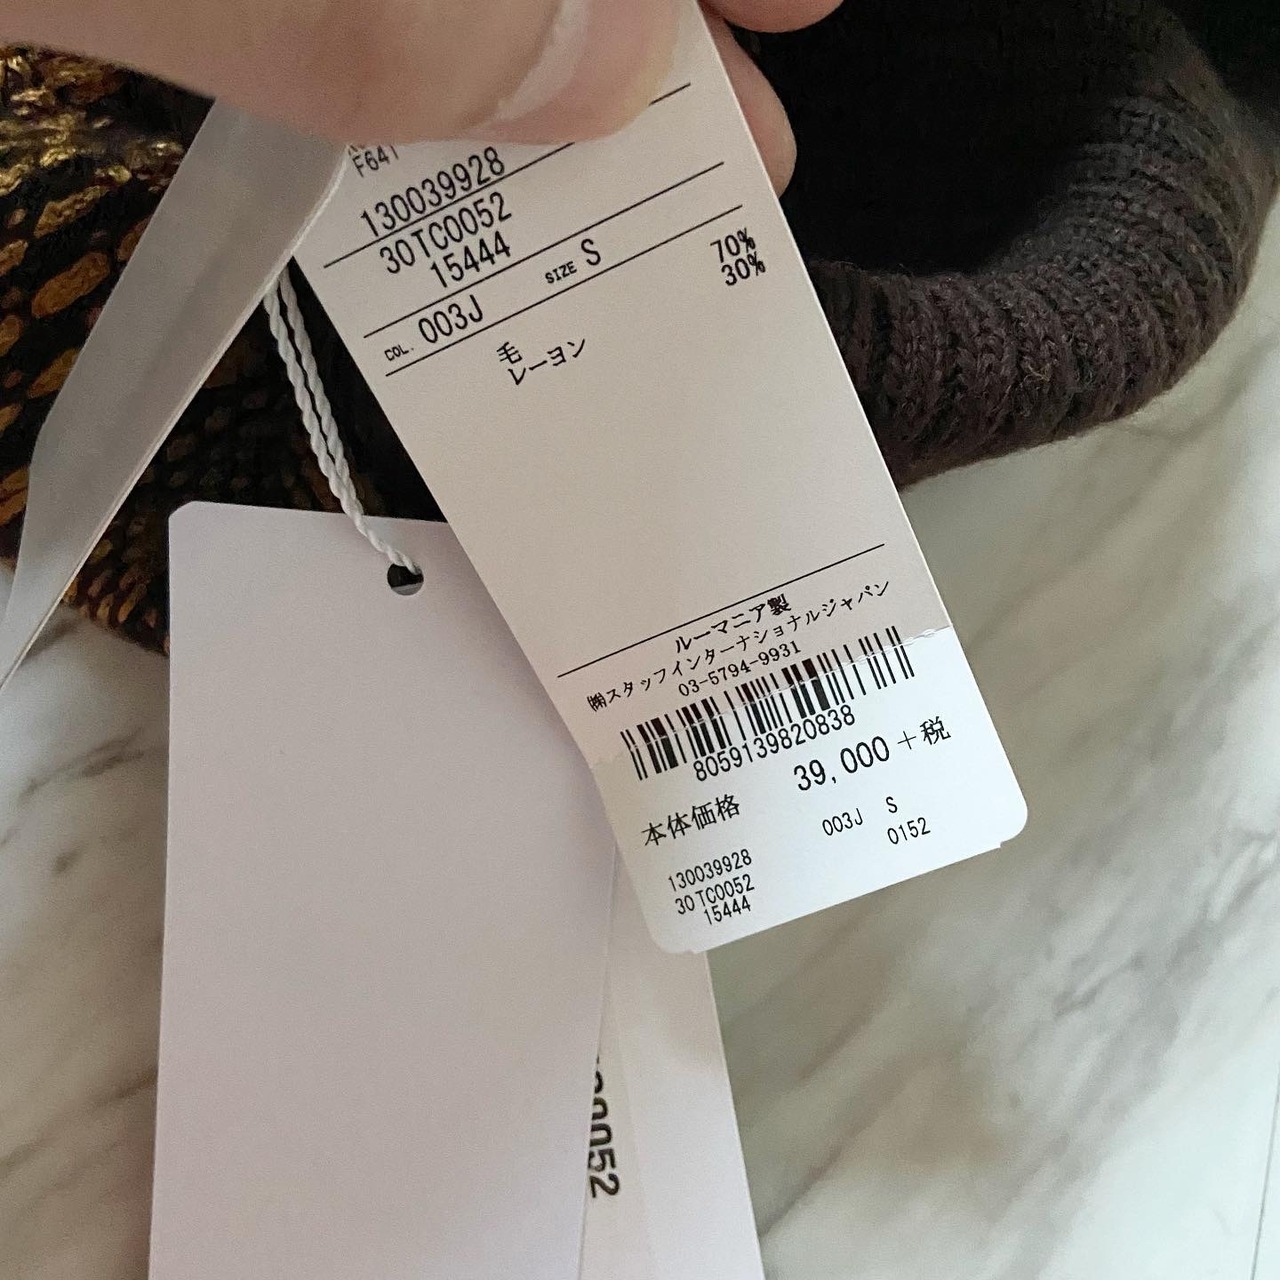 F641
130039928
30TC0052
15444
COL. 003J SIZE S
毛 70%
レーヨン 30%
ルーマニア製
㈱スタッフインターナショナルジャパン
03-5794-9931
8059139820838
本体価格 39,000+税
130039928 003J S
30TC0052 0152
15444
0052